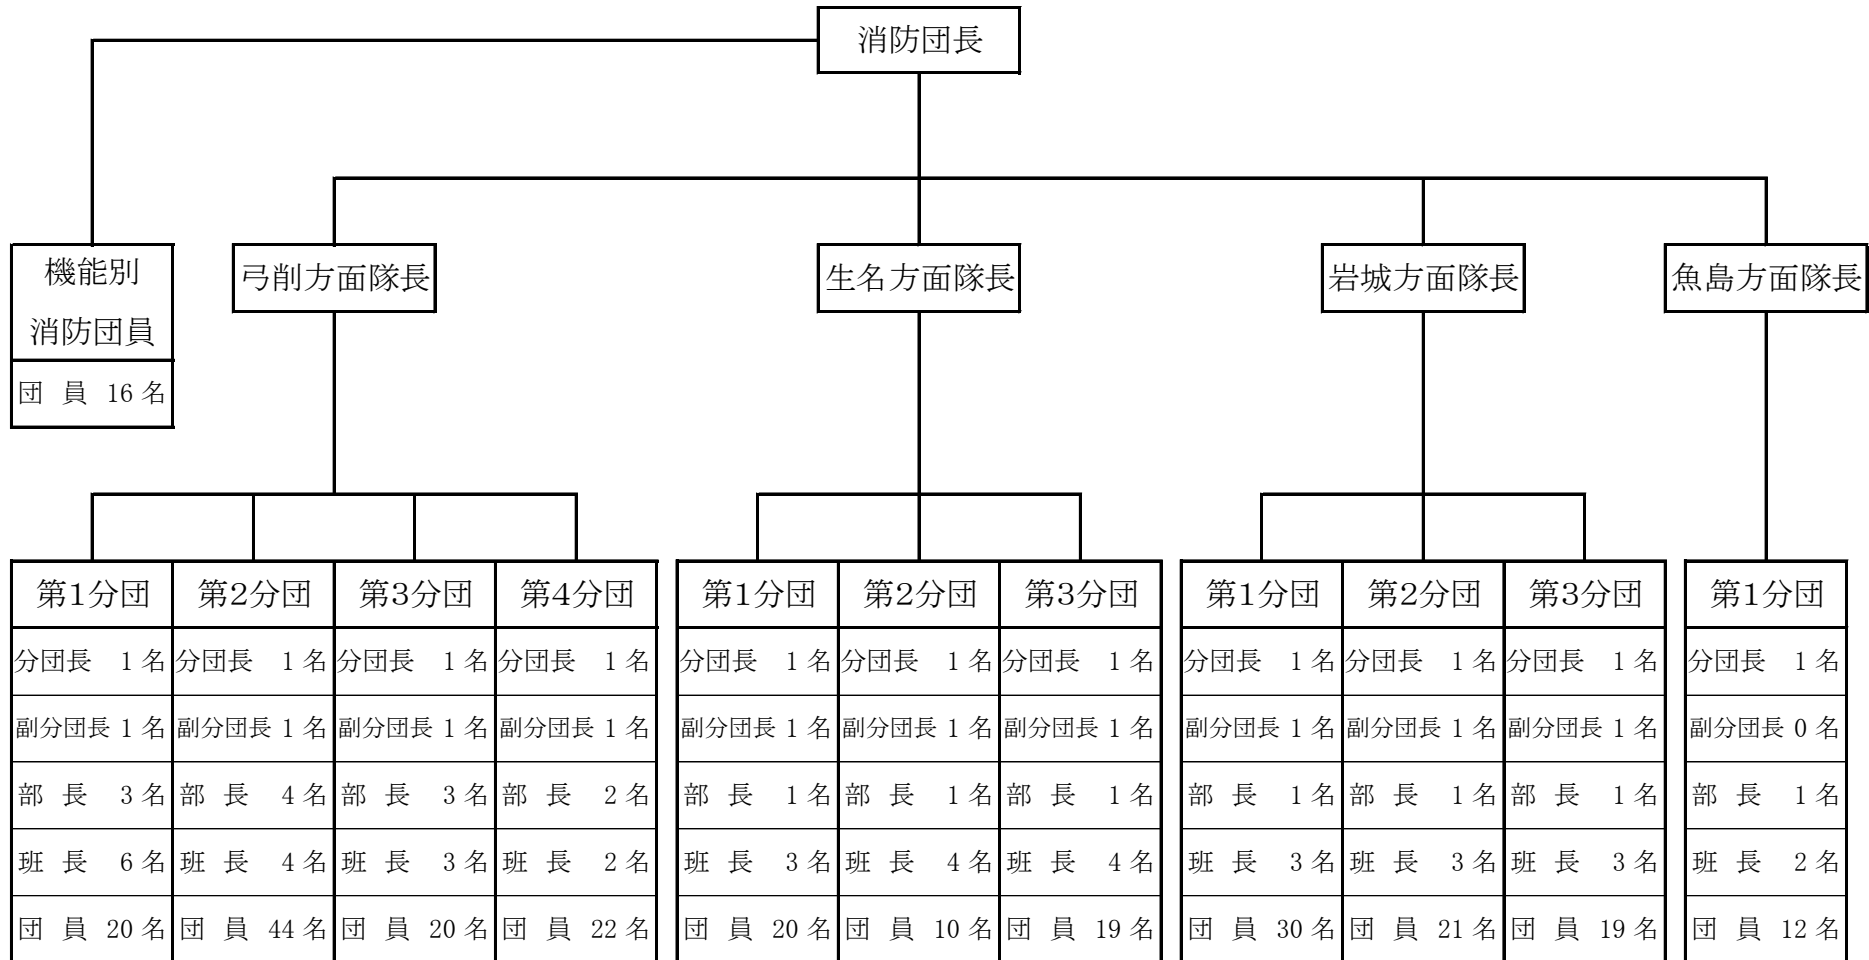 消防団長
機能別
消防団員
団 員 16 名
弓削方面隊長
生名方面隊長
岩城方面隊長
魚島方面隊長
第1分団 第2分団 第3分団 第4分団 第1分団 第2分団 第3分団 第1分団 第2分団 第3分団 第1分団
分団長 1 名 分団長 1 名 分団長 1 名 分団長 1 名 分団長 1 名 分団長 1 名 分団長 1 名 分団長 1 名 分団長 1 名 分団長 1 名 分団長 1 名
副分団長 1 名 副分団長 1 名 副分団長 1 名 副分団長 1 名 副分団長 1 名 副分団長 1 名 副分団長 1 名 副分団長 1 名 副分団長 1 名 副分団長 1 名 副分団長 0 名
部 長 3 名 部 長 4 名 部 長 3 名 部 長 2 名 部 長 1 名 部 長 1 名 部 長 1 名 部 長 1 名 部 長 1 名 部 長 1 名 部 長 1 名
班 長 6 名 班 長 4 名 班 長 3 名 班 長 2 名 班 長 3 名 班 長 4 名 班 長 4 名 班 長 3 名 班 長 3 名 班 長 3 名 班 長 2 名
団 員 20 名 団 員 44 名 団 員 20 名 団 員 22 名 団 員 20 名 団 員 10 名 団 員 19 名 団 員 30 名 団 員 21 名 団 員 19 名 団 員 12 名